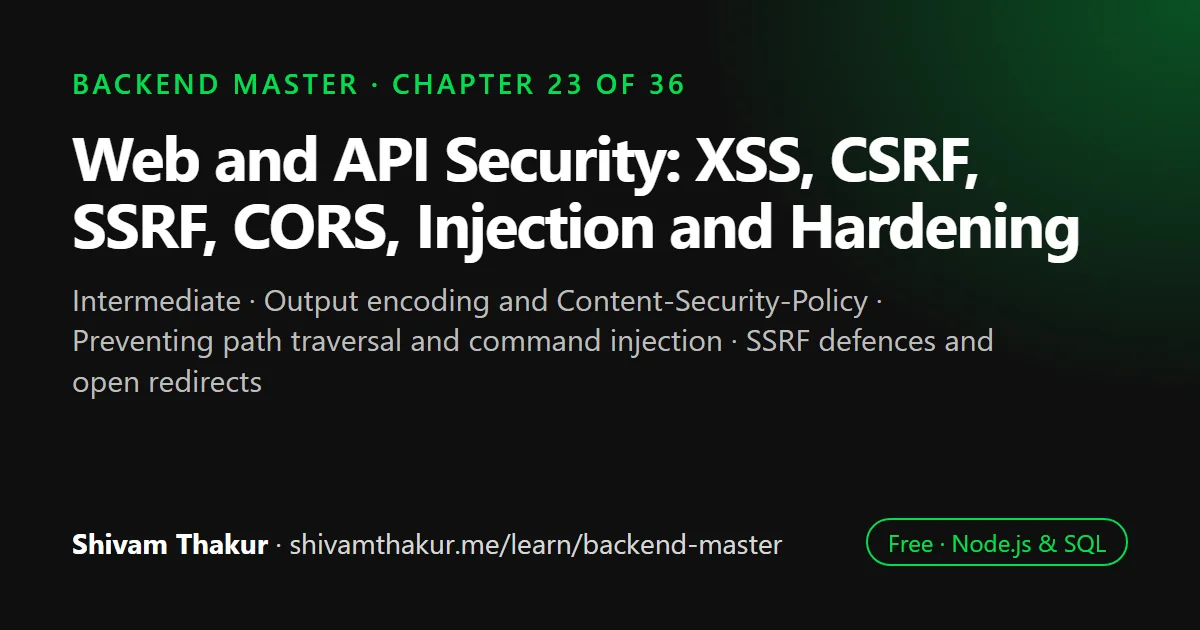 BACKEND MASTER · CHAPTER 23 OF 36
Web and API Security: XSS, CSRF,
SSRF, CORS, Injection and Hardening
Intermediate · Output encoding and Content-Security-Policy ·
Preventing path traversal and command injection · SSRF defences and
open redirects
Shivam Thakur · shivamthakur.me/learn/backend-master
Free · Node.js & SQL